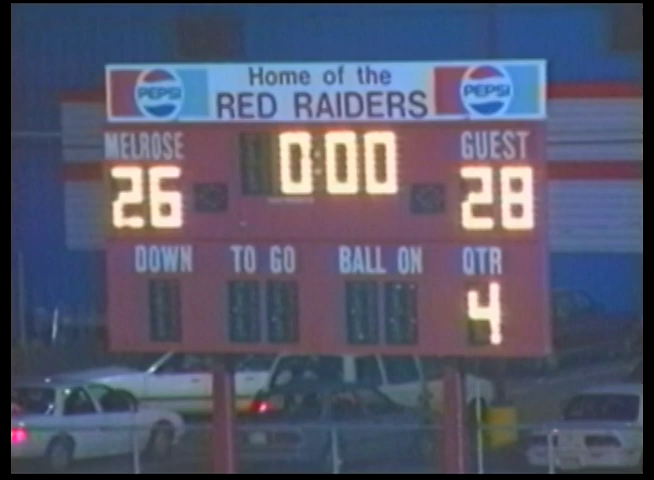 PEPSI Home of the PEPSI
RED RAIDERS
MELROSE 0:00 GUEST
26 28
DOWN TO GO BALL ON QTR
4